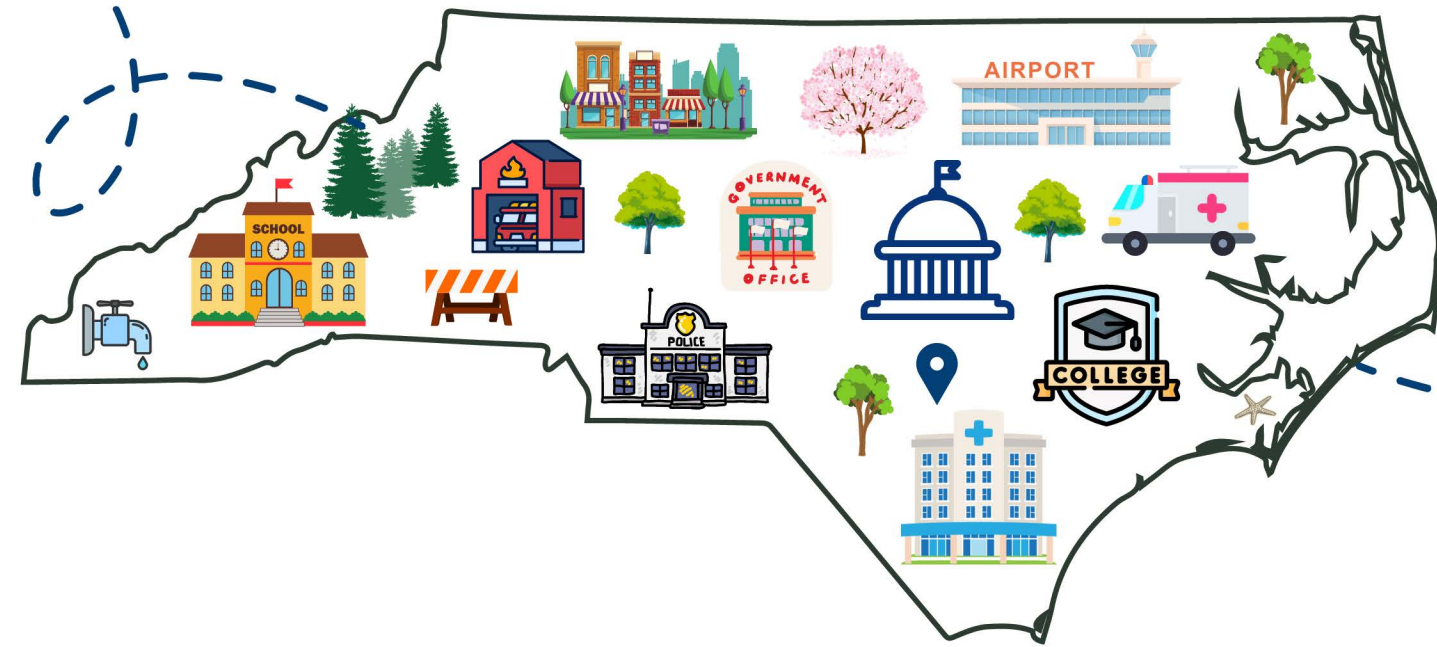 AIRPORT
GOVERNMENT
OFFICE
SCHOOL
POLICE
COLLEGE